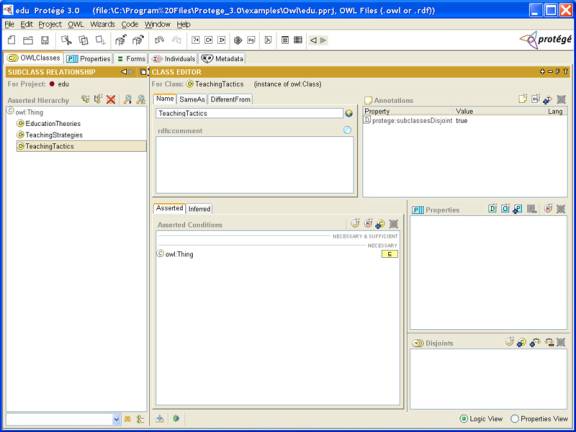 edu Protégé 3.0 (file:\C:\Program%20Files\Protege_3.0\examples\Owl\edu.pprj, OWL Files (.owl or .rdf))
File Edit Project OWL Wizards Code Window Help
protégé
OWLClasses Properties Forms Individuals Metadata
SUBCLASS RELATIONSHIP
For Project: edu
Asserted Hierarchy
owl:Thing
EducationTheories
TeachingStrategies
TeachingTactics
CLASS EDITOR
For Class: TeachingTactics (instance of owl:Class)
Name SameAs DifferentFrom
TeachingTactics
rdfs:comment
Annotations
Property Value Lang
protege:subclassesDisjoint true
Asserted Inferred
Asserted Conditions
NECESSARY & SUFFICIENT
NECESSARY
owl:Thing
Properties
Disjoints
Logic View Properties View